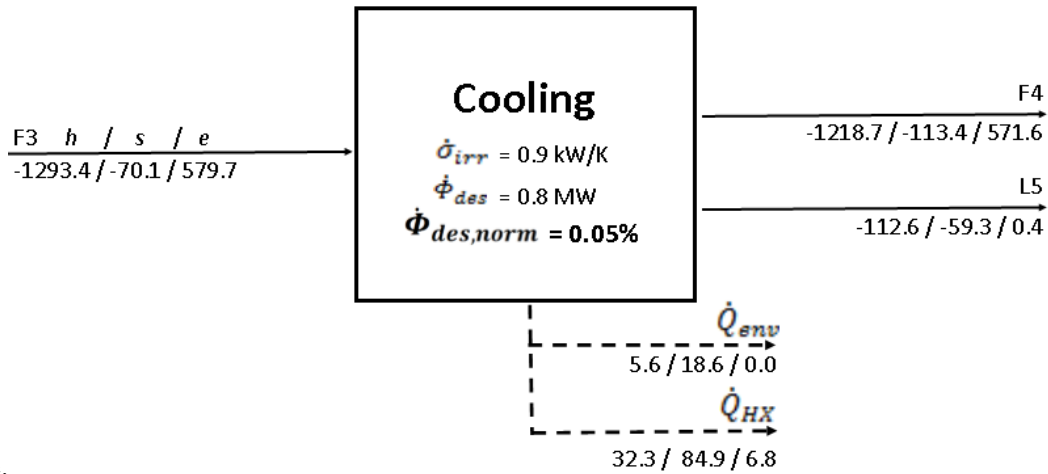 Cooling
σ̇irr = 0.9 kW/K
Φ̇des = 0.8 MW
Φ̇des,norm = 0.05%
F3 h / s / e
-1293.4 / -70.1 / 579.7
F4
-1218.7 / -113.4 / 571.6
L5
-112.6 / -59.3 / 0.4
Q̇env
5.6 / 18.6 / 0.0
Q̇HX
32.3 / 84.9 / 6.8